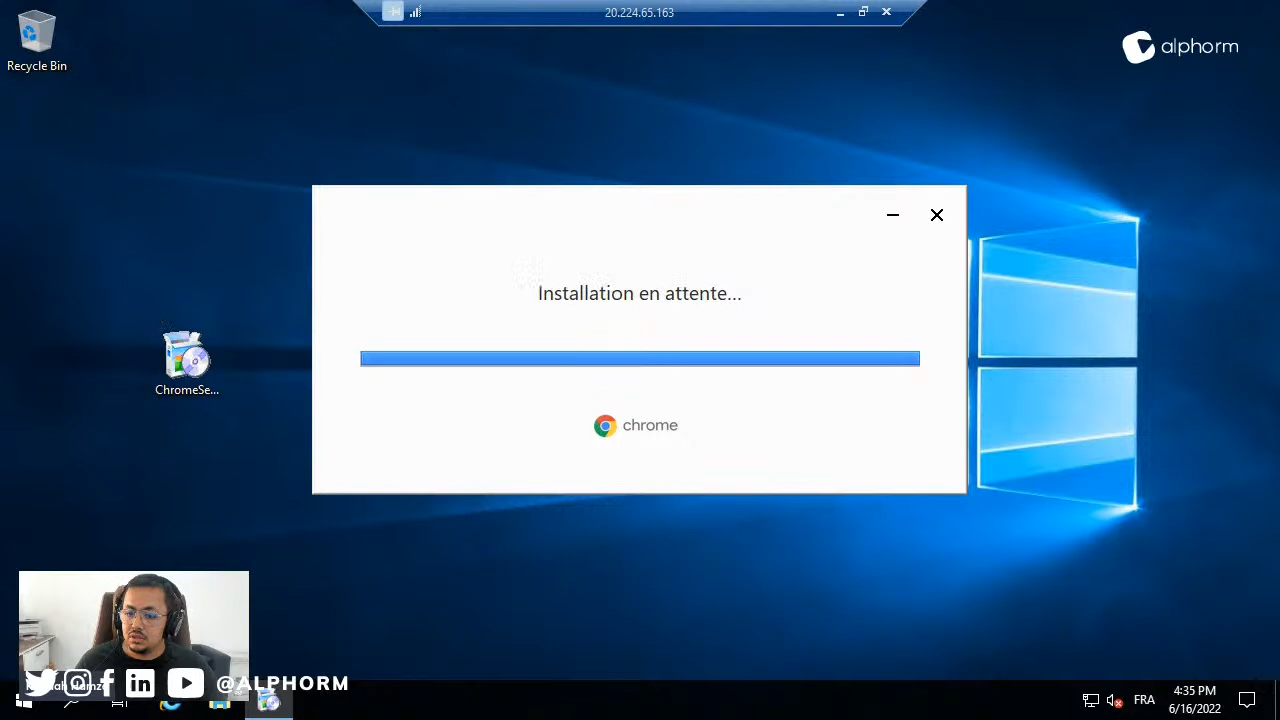 20.224.65.163
alphorm
Recycle Bin
Installation en attente...
chrome
ChromeSe...
@ALPHORM
FR
4:35 PM
6/16/2022